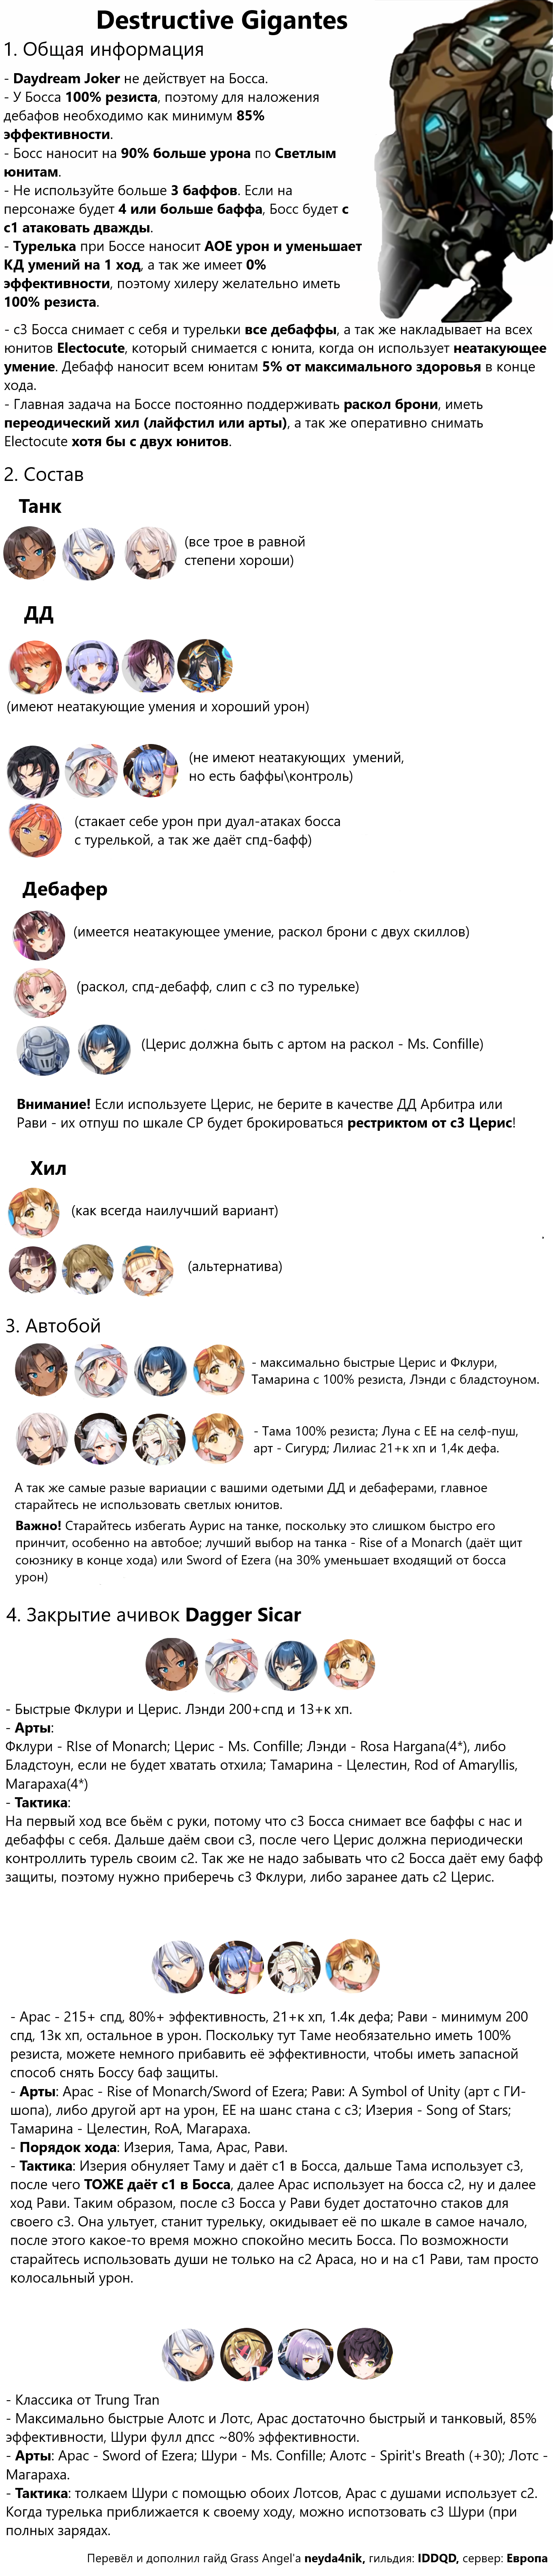 Destructive Gigantes
1. Общая информация
- Daydream Joker не действует на Босса.
- У Босса 100% резиста, поэтому для наложения
дебафов необходимо как минимум 85%
эффективности.
- Босс наносит на 90% больше урона по Светлым
юнитам.
- Не используйте больше 3 баффов. Если на
персонаже будет 4 или больше баффа, Босс будет с
с1 атаковать дважды.
- Турелька при Боссе наносит АОЕ урон и уменьшает
КД умений на 1 ход, а так же имеет 0%
эффективности, поэтому хилеру желательно иметь
100% резиста.
- с3 Босса снимает с себя и турельки все дебаффы, а так же накладывает на всех
юнитов Electocute, который снимается с юнита, когда он использует неатакующее
умение. Дебафф наносит всем юнитам 5% от максимального здоровья в конце
хода.
- Главная задача на Боссе постоянно поддерживать раскол брони, иметь
переодический хил (лайфстил или арты), а так же оперативно снимать
Electocute хотя бы с двух юнитов.
2. Состав
Танк
(все трое в равной
степени хороши)
ДД
(имеют неатакующие умения и хороший урон)
(не имеют неатакующих умений,
но есть баффы\контроль)
(стакает себе урон при дуал-атаках босса
с турелькой, а так же даёт спд-бафф)
Дебафер
(имеется неатакующее умение, раскол брони с двух скиллов)
(раскол, спд-дебафф, слип с с3 по турельке)
(Церис должна быть с артом на раскол - Ms. Confille)
Внимание! Если используете Церис, не берите в качестве ДД Арбитра или
Рави - их отпуш по шкале СР будет брокироваться рестриктом от с3 Церис!
Хил
(как всегда наилучший вариант)
(альтернатива)
3. Автобой
- максимально быстрые Церис и Фклури,
Тамарина с 100% резиста, Лэнди с бладстоуном.
- Тама 100% резиста; Луна с ЕЕ на селф-пуш,
арт - Сигурд; Лилиас 21+к хп и 1,4к дефа.
А так же самые разые вариации с вашими одетыми ДД и дебаферами, главное
старайтесь не использовать светлых юнитов.
Важно! Старайтесь избегать Аурис на танке, поскольку это слишком быстро его
принчит, особенно на автобое; лучший выбор на танка - Rise of a Monarch (даёт щит
союзнику в конце хода) или Sword of Ezera (на 30% уменьшает входящий от босса
урон)
4. Закрытие ачивок Dagger Sicar
- Быстрые Фклури и Церис. Лэнди 200+спд и 13+к хп.
- Арты:
Фклури - RIse of Monarch; Церис - Ms. Confille; Лэнди - Rosa Hargana(4*), либо
Бладстоун, если не будет хватать отхила; Тамарина - Целестин, Rod of Amaryllis,
Магараха(4*)
- Тактика:
На первый ход все бьём с руки, потому что с3 Босса снимает все баффы с нас и
дебаффы с себя. Дальше даём свои с3, после чего Церис должна периодически
контроллить турель своим с2. Так же не надо забывать что с2 Босса даёт ему бафф
защиты, поэтому нужно приберечь с3 Фклури, либо заранее дать с2 Церис.
- Арас - 215+ спд, 80%+ эффективность, 21+к хп, 1.4к дефа; Рави - минимум 200
спд, 13к хп, остальное в урон. Поскольку тут Таме необязательно иметь 100%
резиста, можете немного прибавить её эффективности, чтобы иметь запасной
способ снять Боссу баф защиты.
- Арты: Арас - Rise of Monarch/Sword of Ezera; Рави: A Symbol of Unity (арт с ГИ-
шопа), либо другой арт на урон, ЕЕ на шанс стана с с3; Изерия - Song of Stars;
Тамарина - Целестин, RoA, Магараха.
- Порядок хода: Изерия, Тама, Арас, Рави.
- Тактика: Изерия обнуляет Таму и даёт с1 в Босса, дальше Тама использует с3,
после чего ТОЖЕ даёт с1 в Босса, далее Арас использует на босса с2, ну и далее
ход Рави. Таким образом, после с3 Босса у Рави будет достаточно стаков для
своего с3. Она ультует, станит турельку, окидывает её по шкале в самое начало,
после этого какое-то время можно спокойно месить Босса. По возможности
старайтесь использовать души не только на с2 Араса, но и на с1 Рави, там просто
колосальный урон.
- Классика от Trung Tran
- Максимально быстрые Алотс и Лотс, Арас достаточно быстрый и танковый, 85%
эффективности, Шури фулл дпсс ~80% эффективности.
- Арты: Арас - Sword of Ezera; Шури - Ms. Confille; Алотс - Spirit's Breath (+30); Лотс -
Магараха.
- Тактика: толкаем Шури с помощью обоих Лотсов, Арас с душами использует с2.
Когда турелька приближается к своему ходу, можно испотзовать с3 Шури (при
полных зарядах.
Перевёл и дополнил гайд Grass Angel'a neyda4nik, гильдия: IDDQD, сервер: Европа